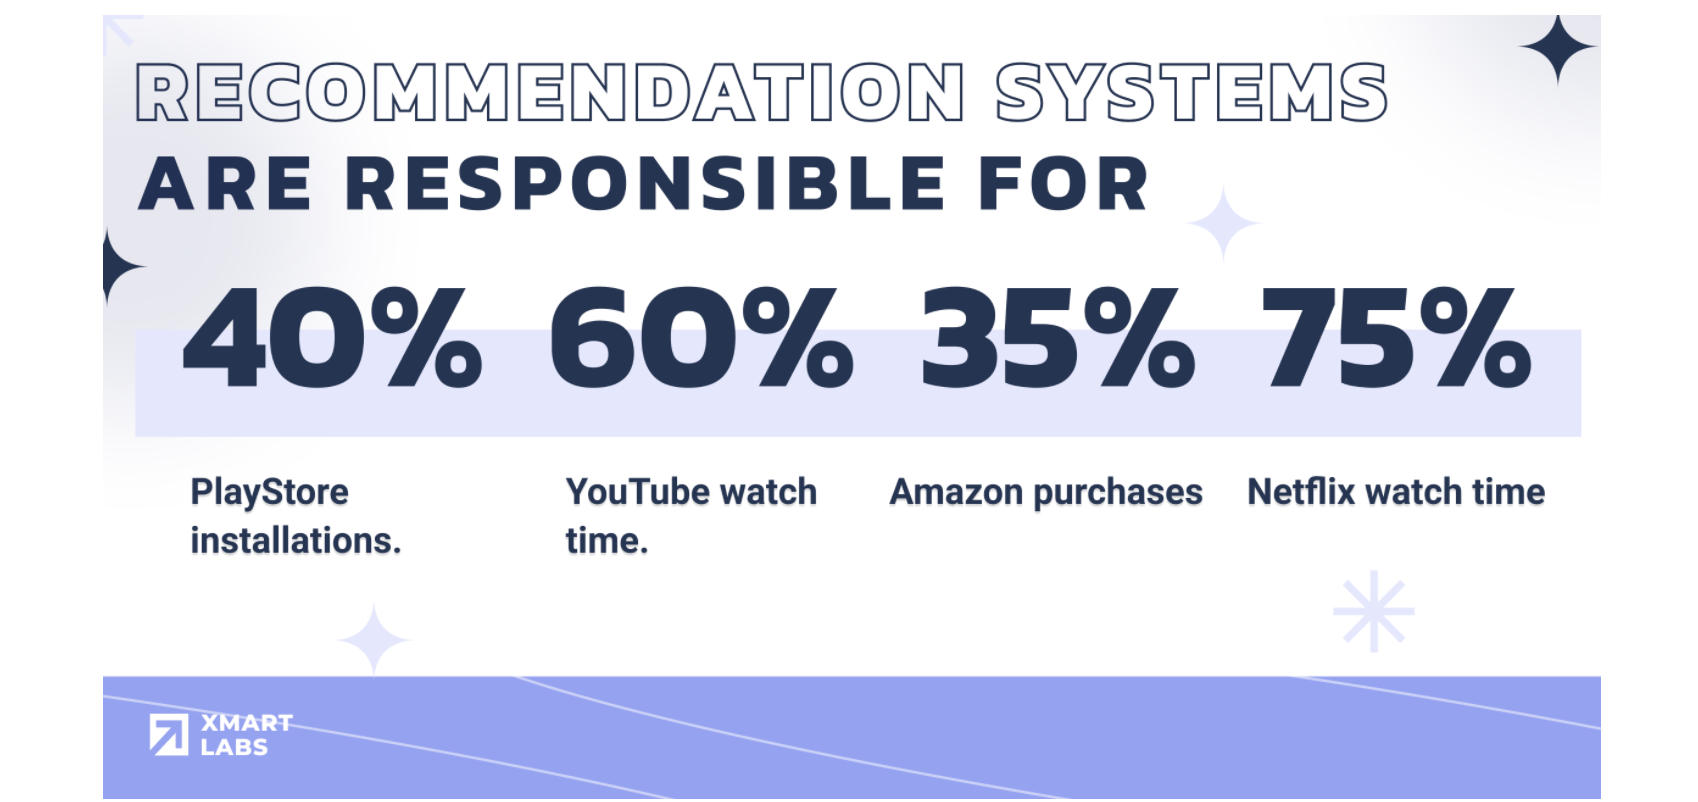 RECOMMENDATION SYSTEMS
ARE RESPONSIBLE FOR
40% 60% 35% 75%
PlayStore installations.
YouTube watch time.
Amazon purchases
Netflix watch time
XMART
LABS